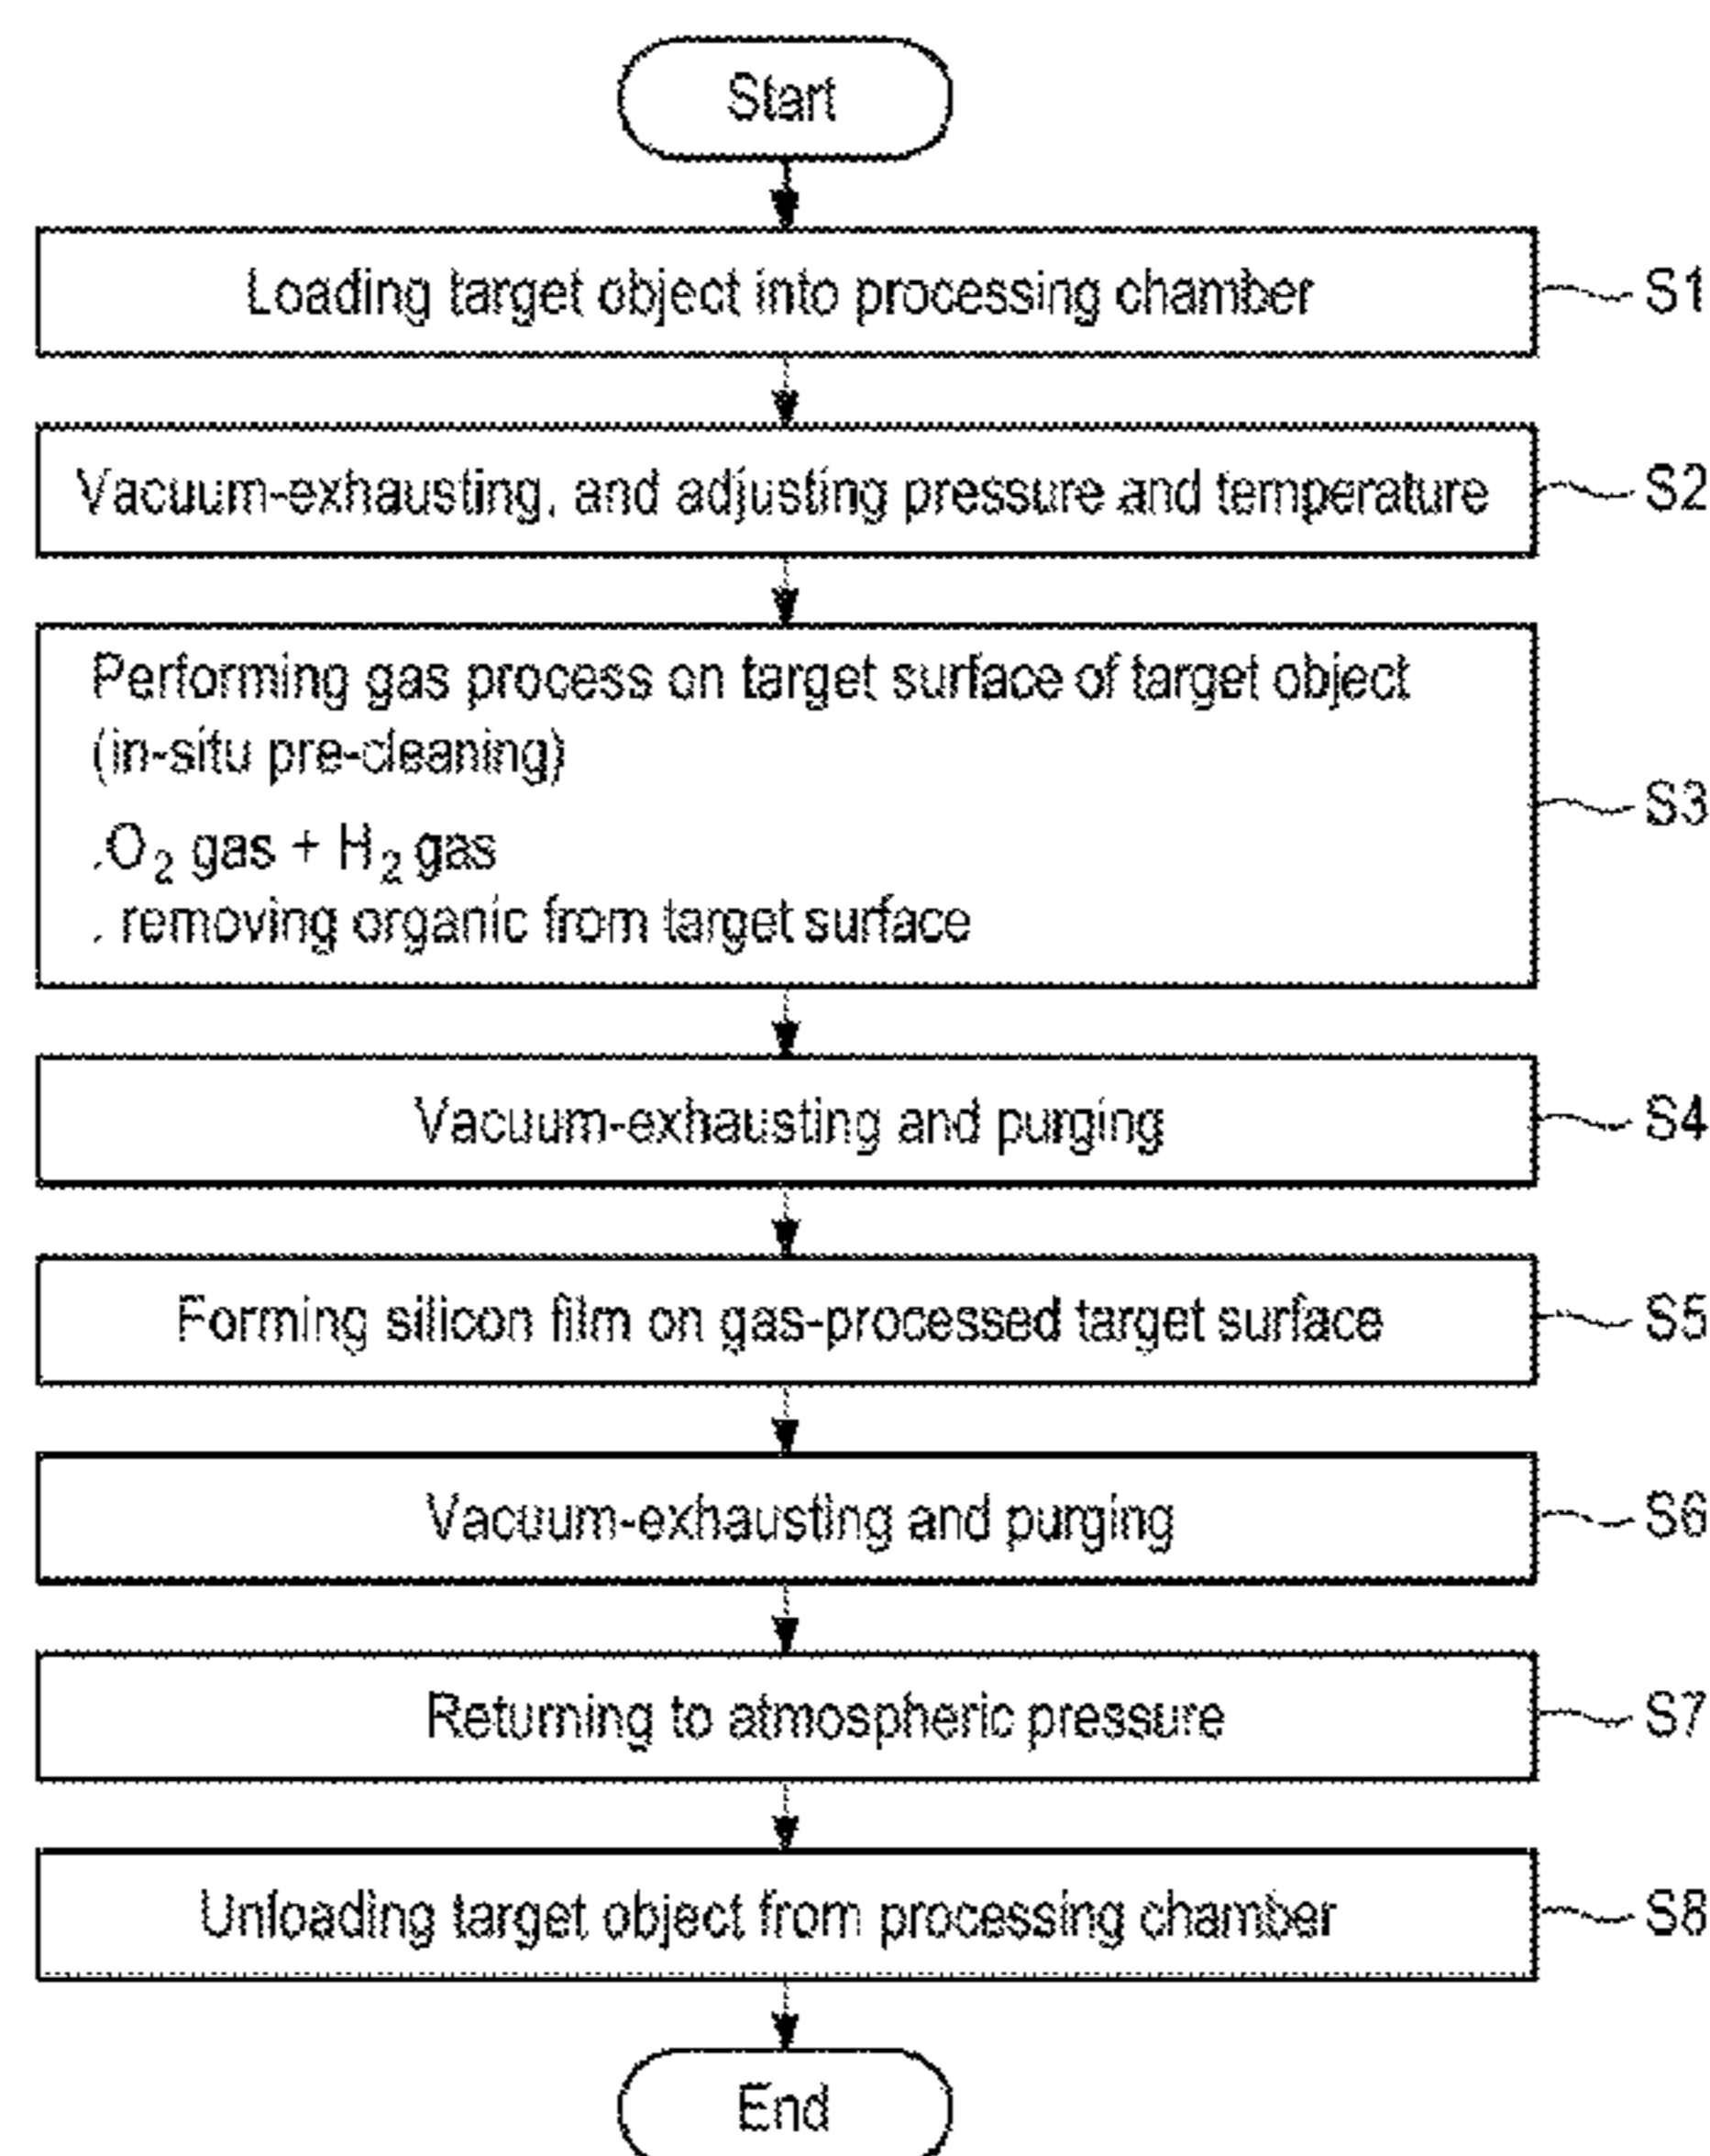 Start
Loading target object into processing chamber
S1
Vacuum-exhausting, and adjusting pressure and temperature
S2
Performing gas process on target surface of target object
(in-situ pre-cleaning)
.O₂ gas + H₂ gas
. removing organic from target surface
S3
Vacuum-exhausting and purging
S4
Forming silicon film on gas-processed target surface
S5
Vacuum-exhausting and purging
S6
Returning to atmospheric pressure
S7
Unloading target object from processing chamber
S8
End